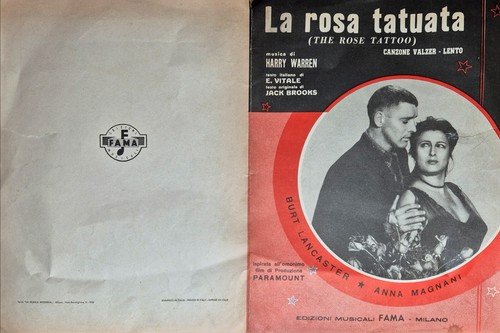 EDIZIONI
F
FAMA
MUSICALI
La rosa tatuata
(THE ROSE TATTOO)
CANZONE VALZER - LENTO
musica di
HARRY WARREN
testo italiano di
E. VITALE
testo originale di
JACK BROOKS
BURT LANCASTER ★ ANNA MAGNANI
ispirata all'omonimo
film di Produzione
PARAMOUNT
EDIZIONI MUSICALI FAMA - MILANO